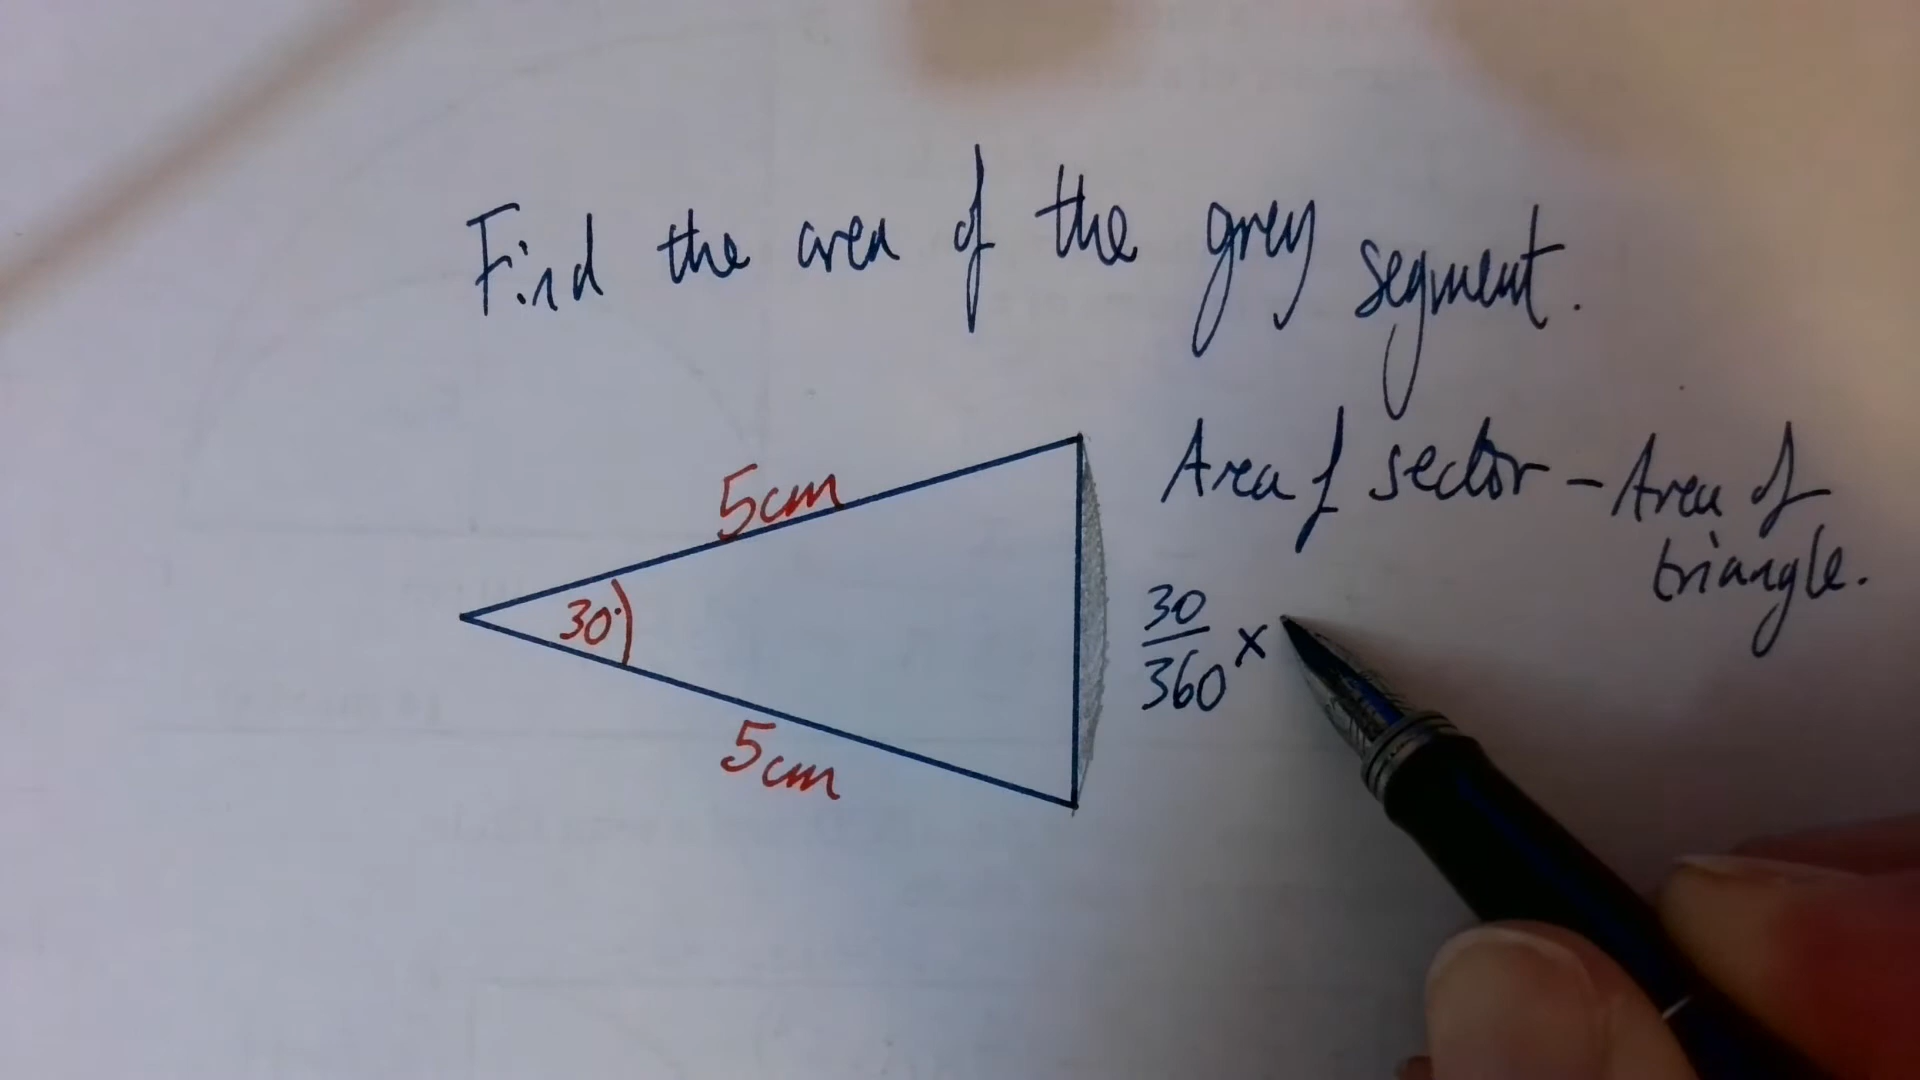 Find the area of the grey segment.
Area of sector - Area of
triangle.
5cm
30°
5cm
30/360 ×